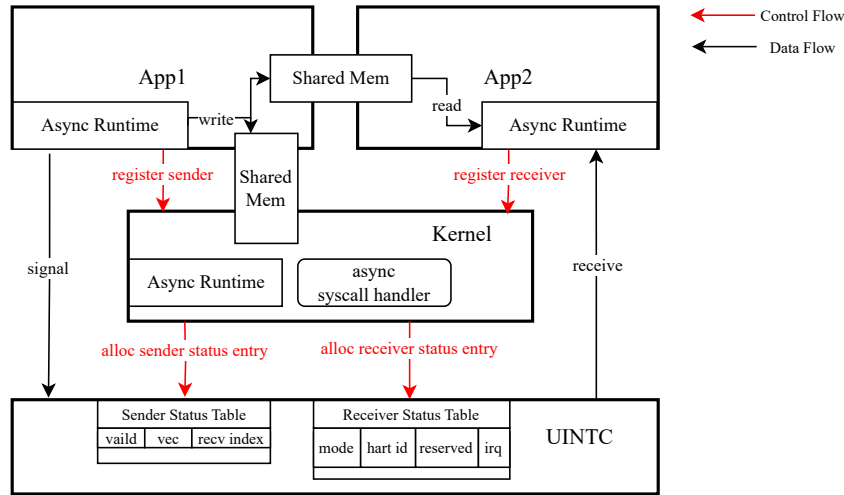 Control Flow
Data Flow
App1
Shared Mem
App2
Async Runtime
write
read
Async Runtime
register sender
Shared
Mem
register receiver
Kernel
signal
Async Runtime
async
syscall handler
receive
alloc sender status entry
alloc receiver status entry
Sender Status Table
Receiver Status Table
vaild
vec
recv index
mode
hart id
reserved
irq
UINTC